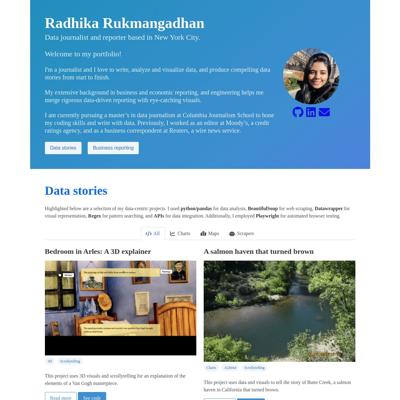 Radhika Rukmangadhan
Data journalist and reporter based in New York City.
Welcome to my portfolio!
I'm a journalist and I love to write, analyze and visualize data, and produce compelling data
stories from start to finish.
My extensive background in business and economic reporting, and engineering helps me
merge rigorous data-driven reporting with eye-catching visuals.
I am currently pursuing a master's in data journalism at Columbia Journalism School to hone
my coding skills and write with data. Previously, I worked as an editor at Moody's, a credit
ratings agency, and as a business correspondent at Reuters, a wire news service.
Data stories
Business reporting
Data stories
Highlighted below are a selection of my data-centric projects. I used python/pandas for data analysis, BeautifulSoup for web scraping, Datawrapper for
visual representation, Regex for pattern searching, and APIs for data integration. Additionally, I employed Playwright for automated browser testing.
All
Charts
Maps
Scrapers
Bedroom in Arles: A 3D explainer
A salmon haven that turned brown
3D
Scrollytelling
Charts
AI2html
Scrollytelling
This project uses 3D visuals and scrollytelling for an explanation of the
elements of a Van Gogh masterpiece.
This project uses data and visuals to tell the story of Butte Creek, a salmon
haven in California that turned brown.
Read more
See code